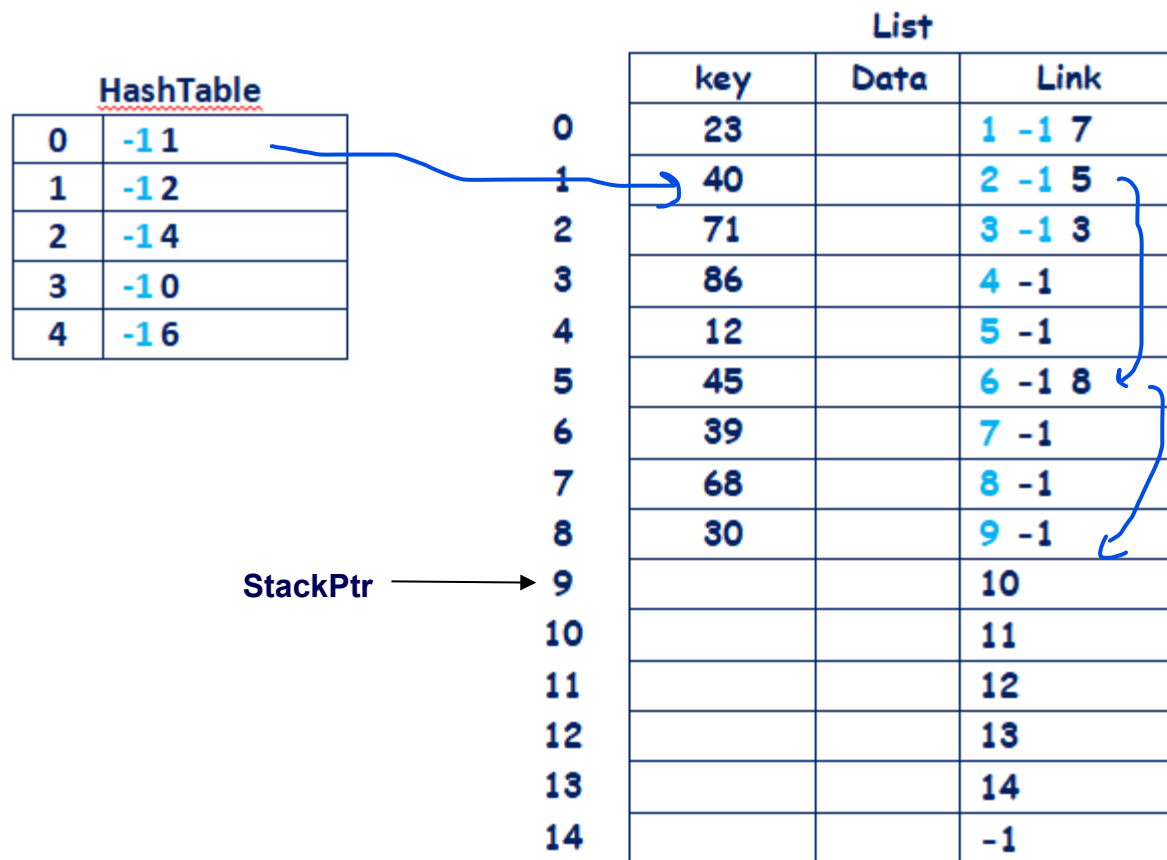 List
key Data Link
HashTable
0 23 1 -1 7
0 -1 1
1 40 2 -1 5
1 -1 2
2 71 3 -1 3
2 -1 4
3 86 4 -1
3 -1 0
4 12 5 -1
4 -1 6
5 45 6 -1 8
6 39 7 -1
7 68 8 -1
8 30 9 -1
StackPtr 9 10
10 11
11 12
12 13
13 14
14 -1